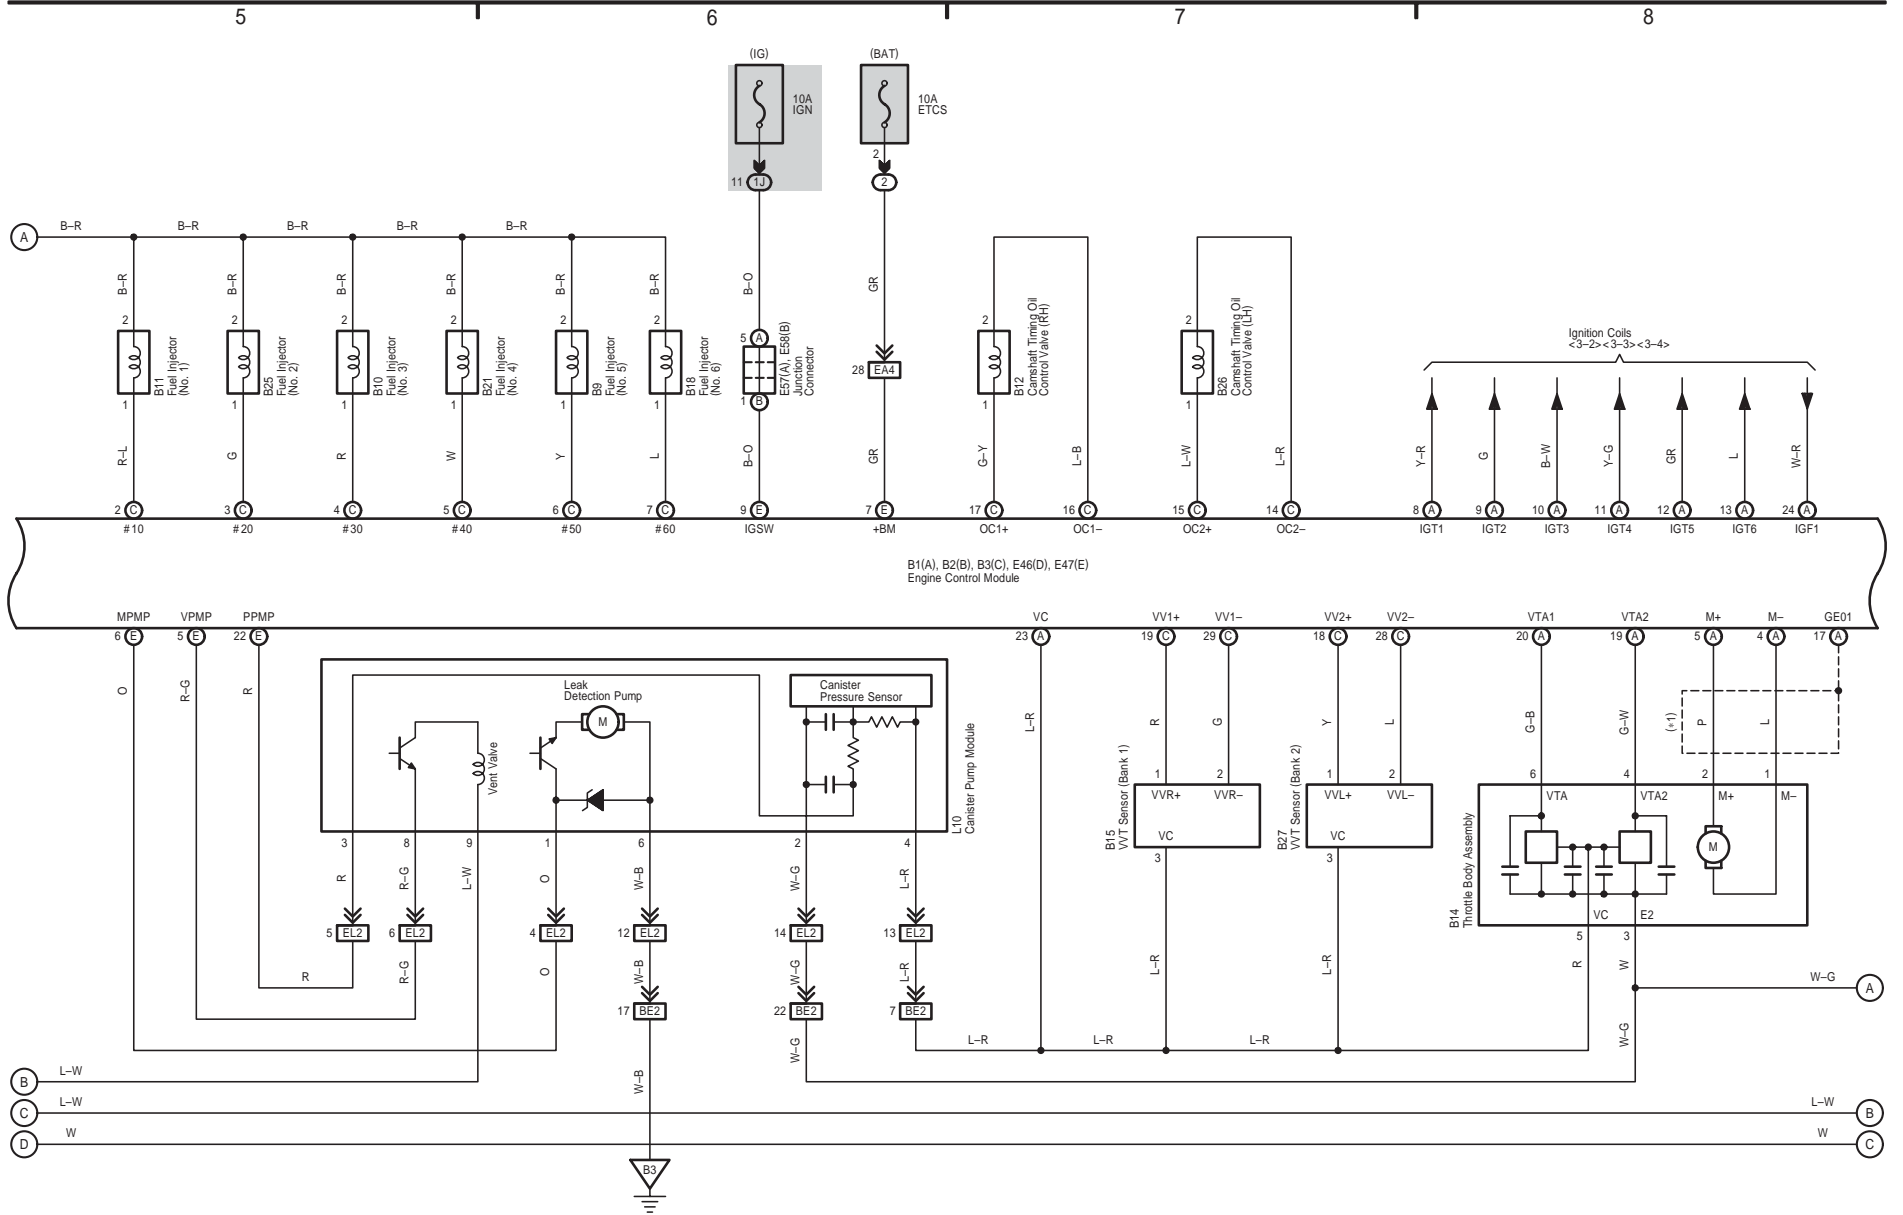 5
6
7
8
(IG)
(BAT)
10A
IGN
10A
ETCS
2
11
1J
2
A
B–R
B–R
B–R
B–R
B–R
B–R
B–R
B–R
B–R
B–R
B–R
B–O
GR
2
2
2
2
2
2
B11
Fuel Injector
(No. 1)
B25
Fuel Injector
(No. 2)
B10
Fuel Injector
(No. 3)
B21
Fuel Injector
(No. 4)
B9
Fuel Injector
(No. 5)
B18
Fuel Injector
(No. 6)
1
1
1
1
1
1
5 A
E57(A), E58(B)
Junction
Connector
1 B
28 EA4
2
B12
Camshaft Timing Oil
Control Valve (RH)
1
2
B26
Camshaft Timing Oil
Control Valve (LH)
1
Ignition Coils
<3–2><3–3><3–4>
R–L
G
R
W
Y
L
B–O
GR
G–Y
L–B
L–W
L–R
Y–R
G
B–W
Y–G
GR
L
W–R
2 C
3 C
4 C
5 C
6 C
7 C
9 E
7 E
17 C
16 C
15 C
14 C
8 A
9 A
10 A
11 A
12 A
13 A
24 A
#10
#20
#30
#40
#50
#60
IGSW
+BM
OC1+
OC1–
OC2+
OC2–
IGT1
IGT2
IGT3
IGT4
IGT5
IGT6
IGF1
B1(A), B2(B), B3(C), E46(D), E47(E)
Engine Control Module
MPMP
VPMP
PPMP
VC
VV1+
VV1–
VV2+
VV2–
VTA1
VTA2
M+
M–
GE01
6 E
5 E
22 E
23 A
19 C
29 C
18 C
28 C
20 A
19 A
5 A
4 A
17 A
O
R–G
R
Leak
Detection Pump
M
Canister
Pressure Sensor
Vent Valve
L10
Canister Pump Module
L–R
R
G
Y
L
G–B
G–W
(*1)
P
L
1
2
1
2
6
4
2
1
VVR+
VVR–
VC
B15
VVT Sensor (Bank 1)
3
VVL+
VVL–
VC
B27
VVT Sensor (Bank 2)
3
VTA
VTA2
M+
M–
M
VC
E2
B14
Throttle Body Assembly
5
3
3
8
9
1
6
2
4
R
R–G
L–W
O
W–B
W–G
L–R
5 EL2
6 EL2
4 EL2
12 EL2
14 EL2
13 EL2
R
R–G
O
W–B
W–G
L–R
L–R
L–R
R
W
W–G
A
17 BE2
22 BE2
7 BE2
L–R
L–R
L–R
W–G
W–G
W–B
B
L–W
C
L–W
L–W
B
D
W
W
C
B3